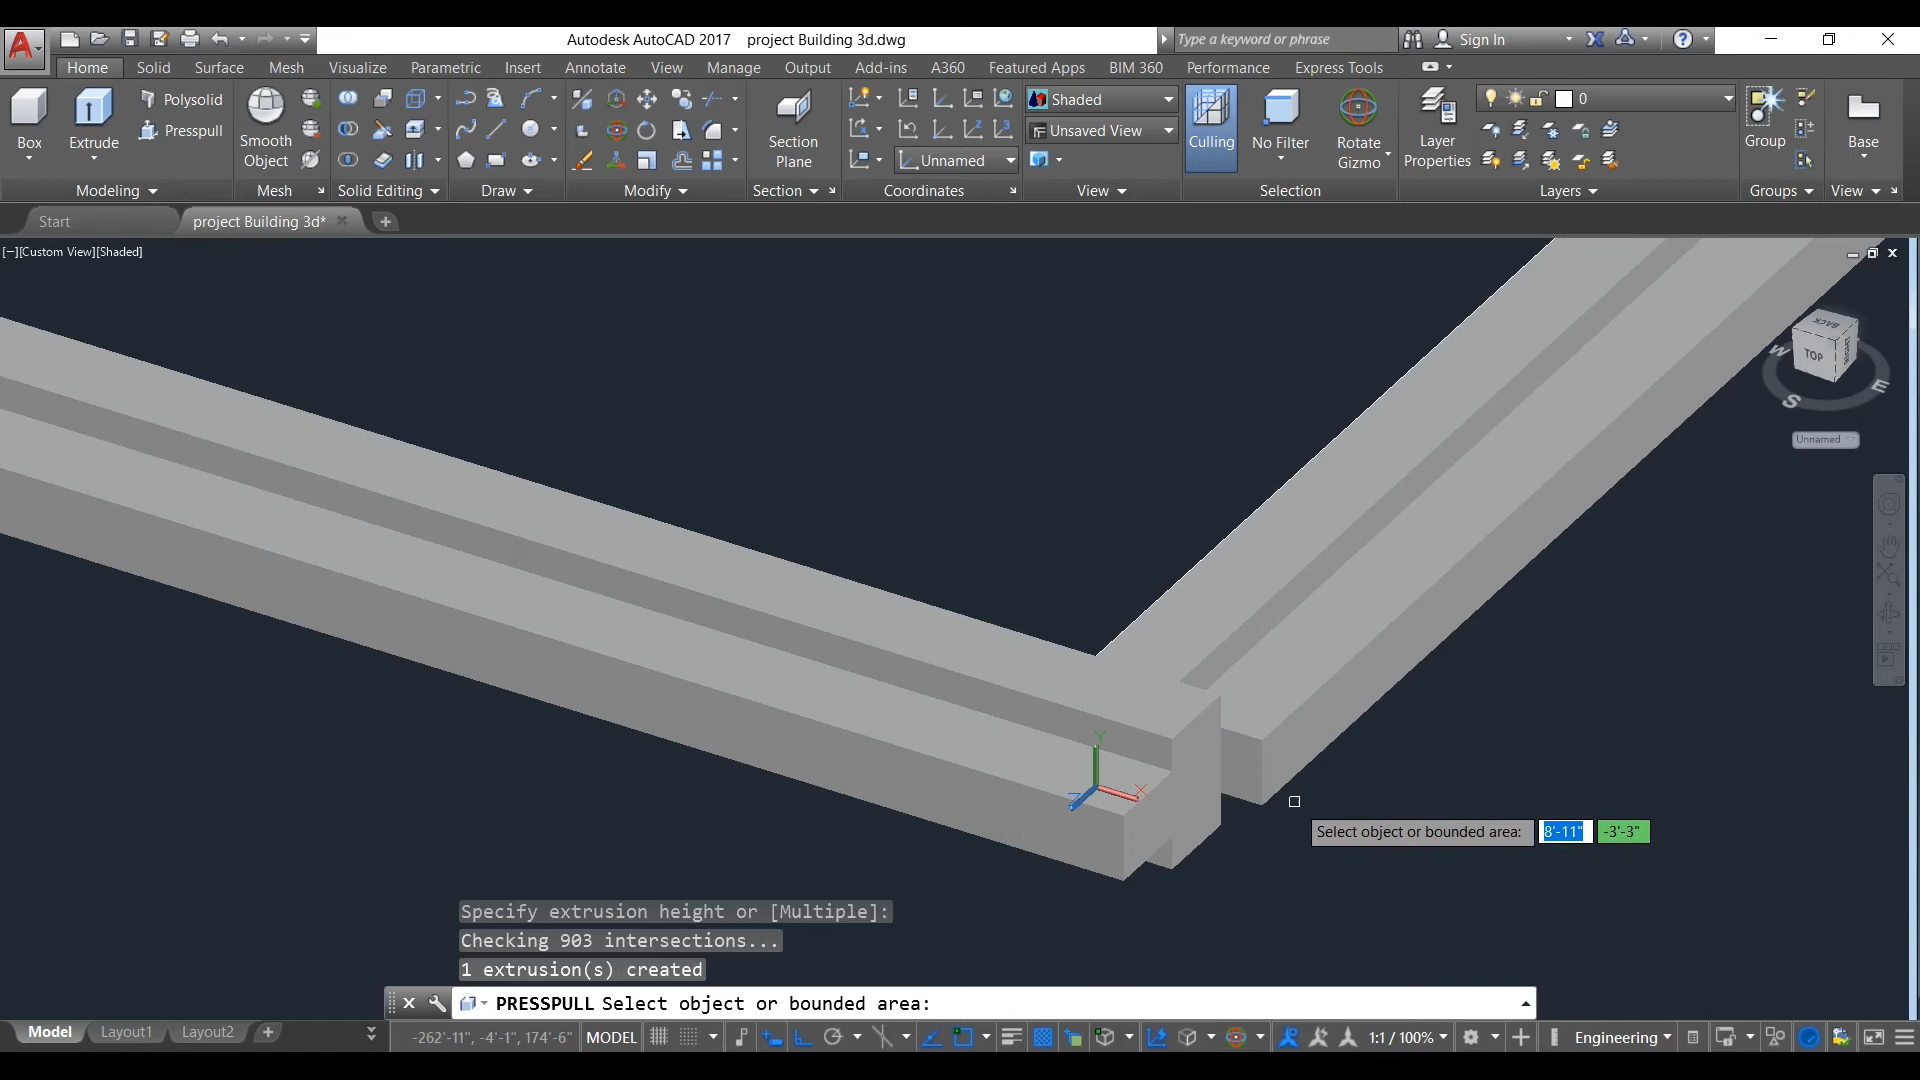 Autodesk AutoCAD 2017 project Building 3d.dwg
Type a keyword or phrase
Sign In
Home Solid Surface Mesh Visualize Parametric Insert Annotate View Manage Output Add-ins A360 Featured Apps BIM 360 Performance Express Tools
Box
Extrude
Polysolid
Presspull
Smooth Object
Section Plane
Shaded
Unsaved View
Unnamed
Culling
No Filter
Rotate Gizmo
Layer Properties
0
Group
Base
Modeling
Mesh
Solid Editing
Draw
Modify
Section
Coordinates
View
Selection
Layers
Groups
View
Start
project Building 3d*
[−][Custom View][Shaded]
BACK
TOP
W
S
E
Unnamed
Y
X
Z
Select object or bounded area: 8'-11" -3'-3"
Specify extrusion height or [Multiple]:
Checking 903 intersections...
1 extrusion(s) created
PRESSPULL Select object or bounded area:
Model Layout1 Layout2
-262'-11", -4'-1", 174'-6" MODEL
1:1 / 100%
Engineering